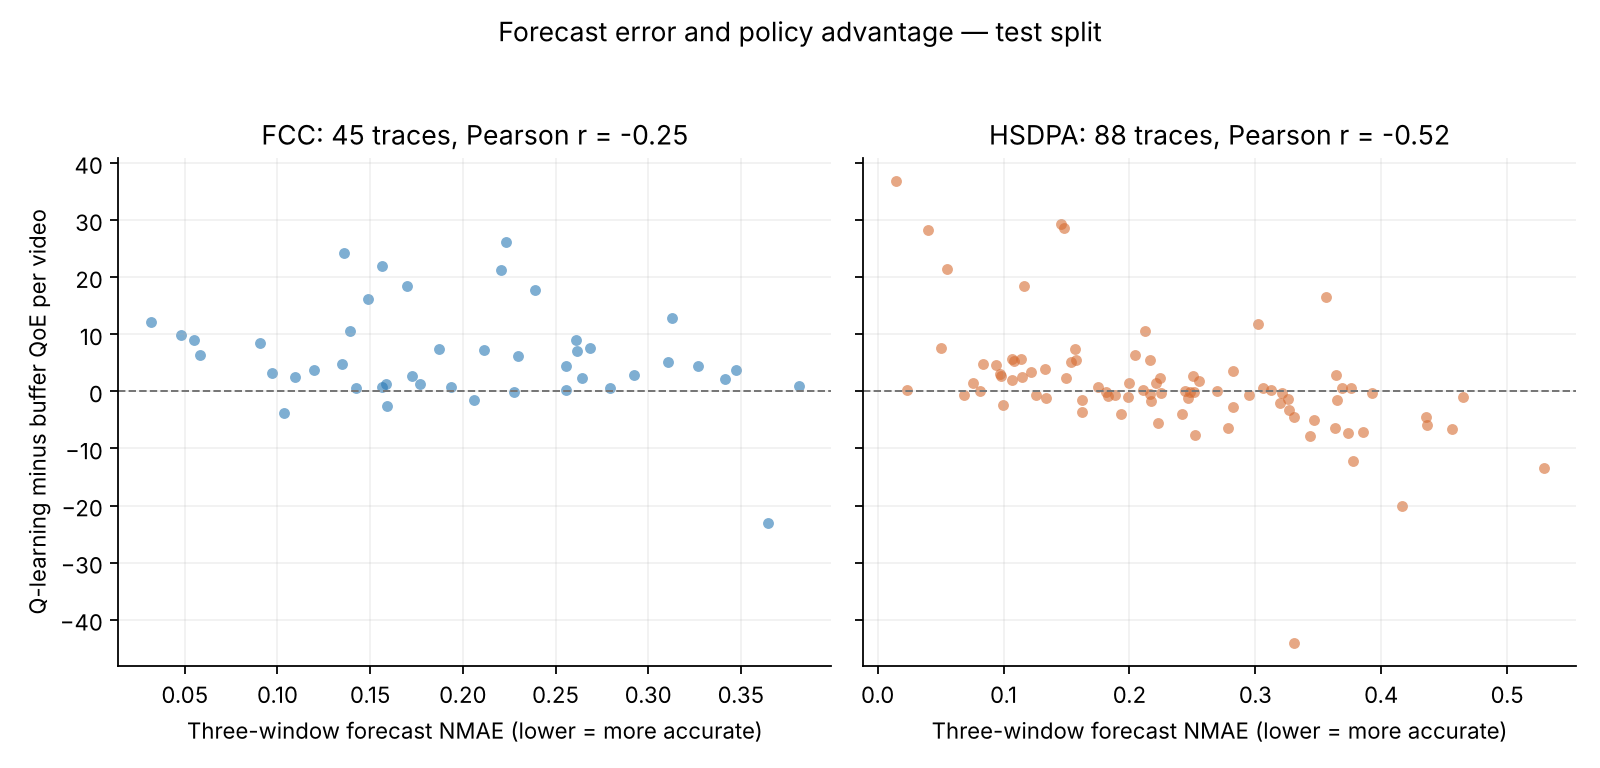 Forecast error and policy advantage — test split
FCC: 45 traces, Pearson r = -0.25
HSDPA: 88 traces, Pearson r = -0.52
Q-learning minus buffer QoE per video
40
30
20
10
0
−10
−20
−30
−40
0.05 0.10 0.15 0.20 0.25 0.30 0.35
0.0 0.1 0.2 0.3 0.4 0.5
Three-window forecast NMAE (lower = more accurate)
Three-window forecast NMAE (lower = more accurate)